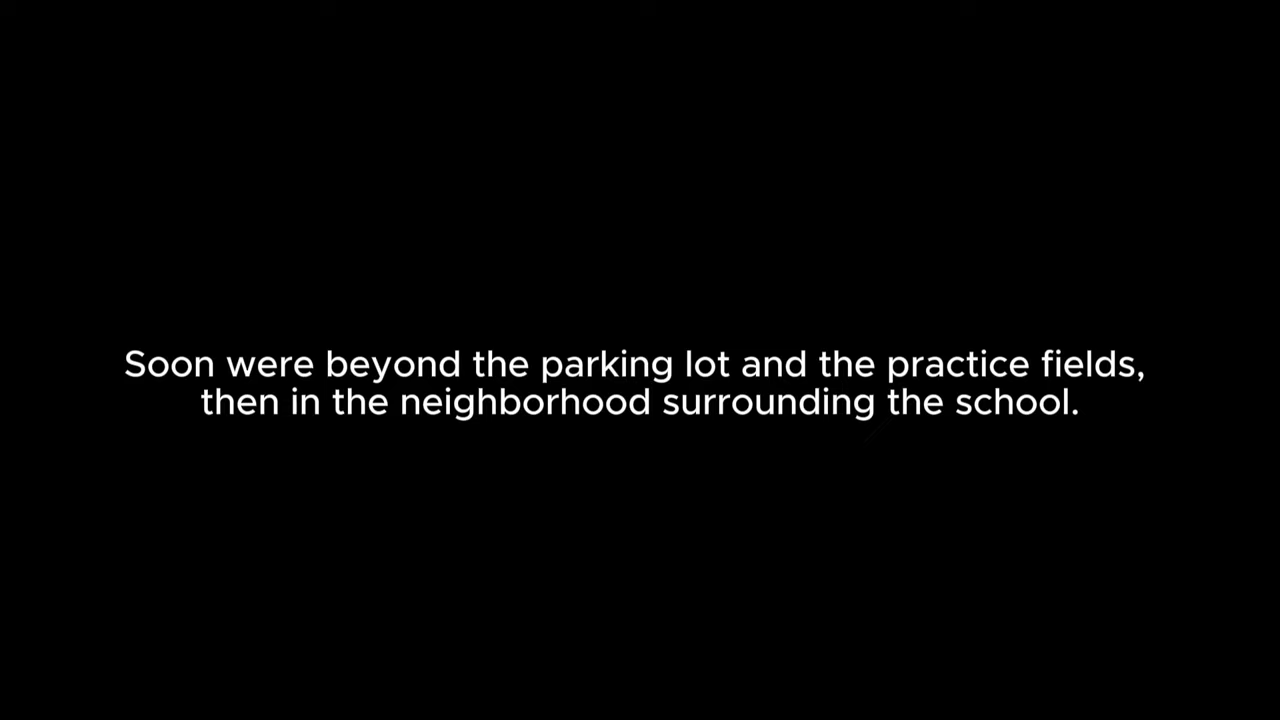 Soon were beyond the parking lot and the practice fields,
then in the neighborhood surrounding the school.